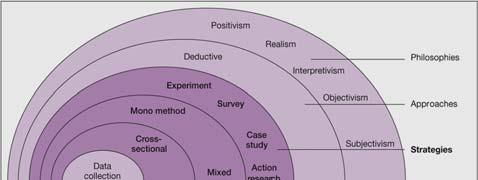 Positivism
Realism
Philosophies
Deductive
Interpretivism
Experiment
Objectivism
Approaches
Survey
Mono method
Case
study
Cross-
sectional
Subjectivism
Strategies
Data
collection
Mixed
Action
research